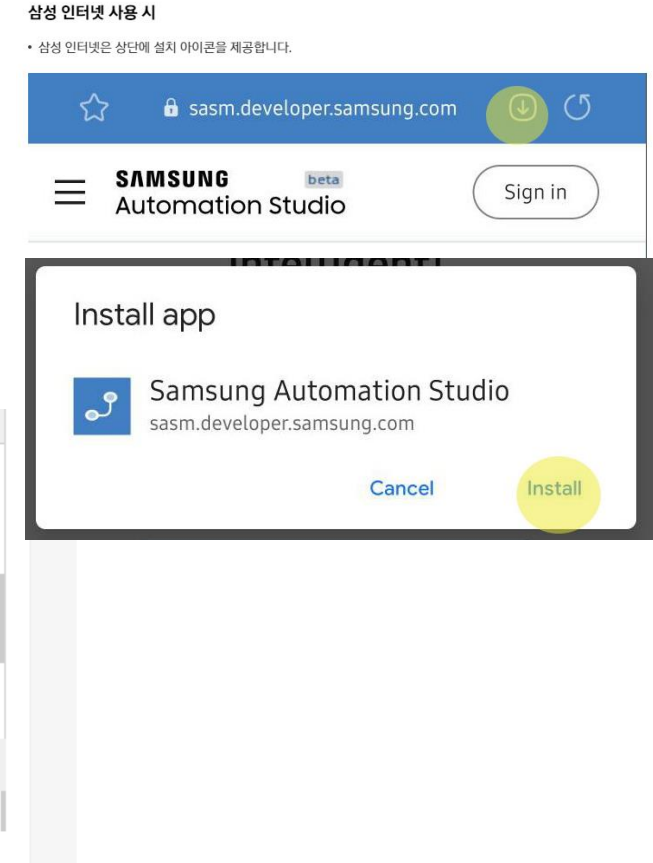 삼성 인터넷 사용 시
• 삼성 인터넷은 상단에 설치 아이콘을 제공합니다.
sasm.developer.samsung.com
SAMSUNG beta
Automation Studio
Sign in
Intelligent!
Install app
Samsung Automation Studio
sasm.developer.samsung.com
Cancel Install